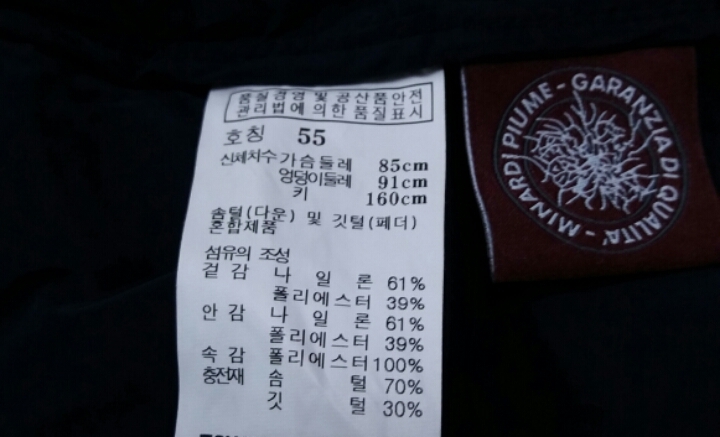 품질경영 및 공산품안전
관리법에 의한 품질표시
호칭 55
신체치수 가슴둘레 85cm
엉덩이둘레 91cm
키 160cm
솜털(다운) 및 깃털(페더)
혼합제품
섬유의 조성
겉감 나일론 61%
폴리에스터 39%
안감 나일론 61%
폴리에스터 39%
속감 폴리에스터 100%
충전재 솜털 70%
깃털 30%
MINARDI PIUME - GARANZIA DI QUALITA' -